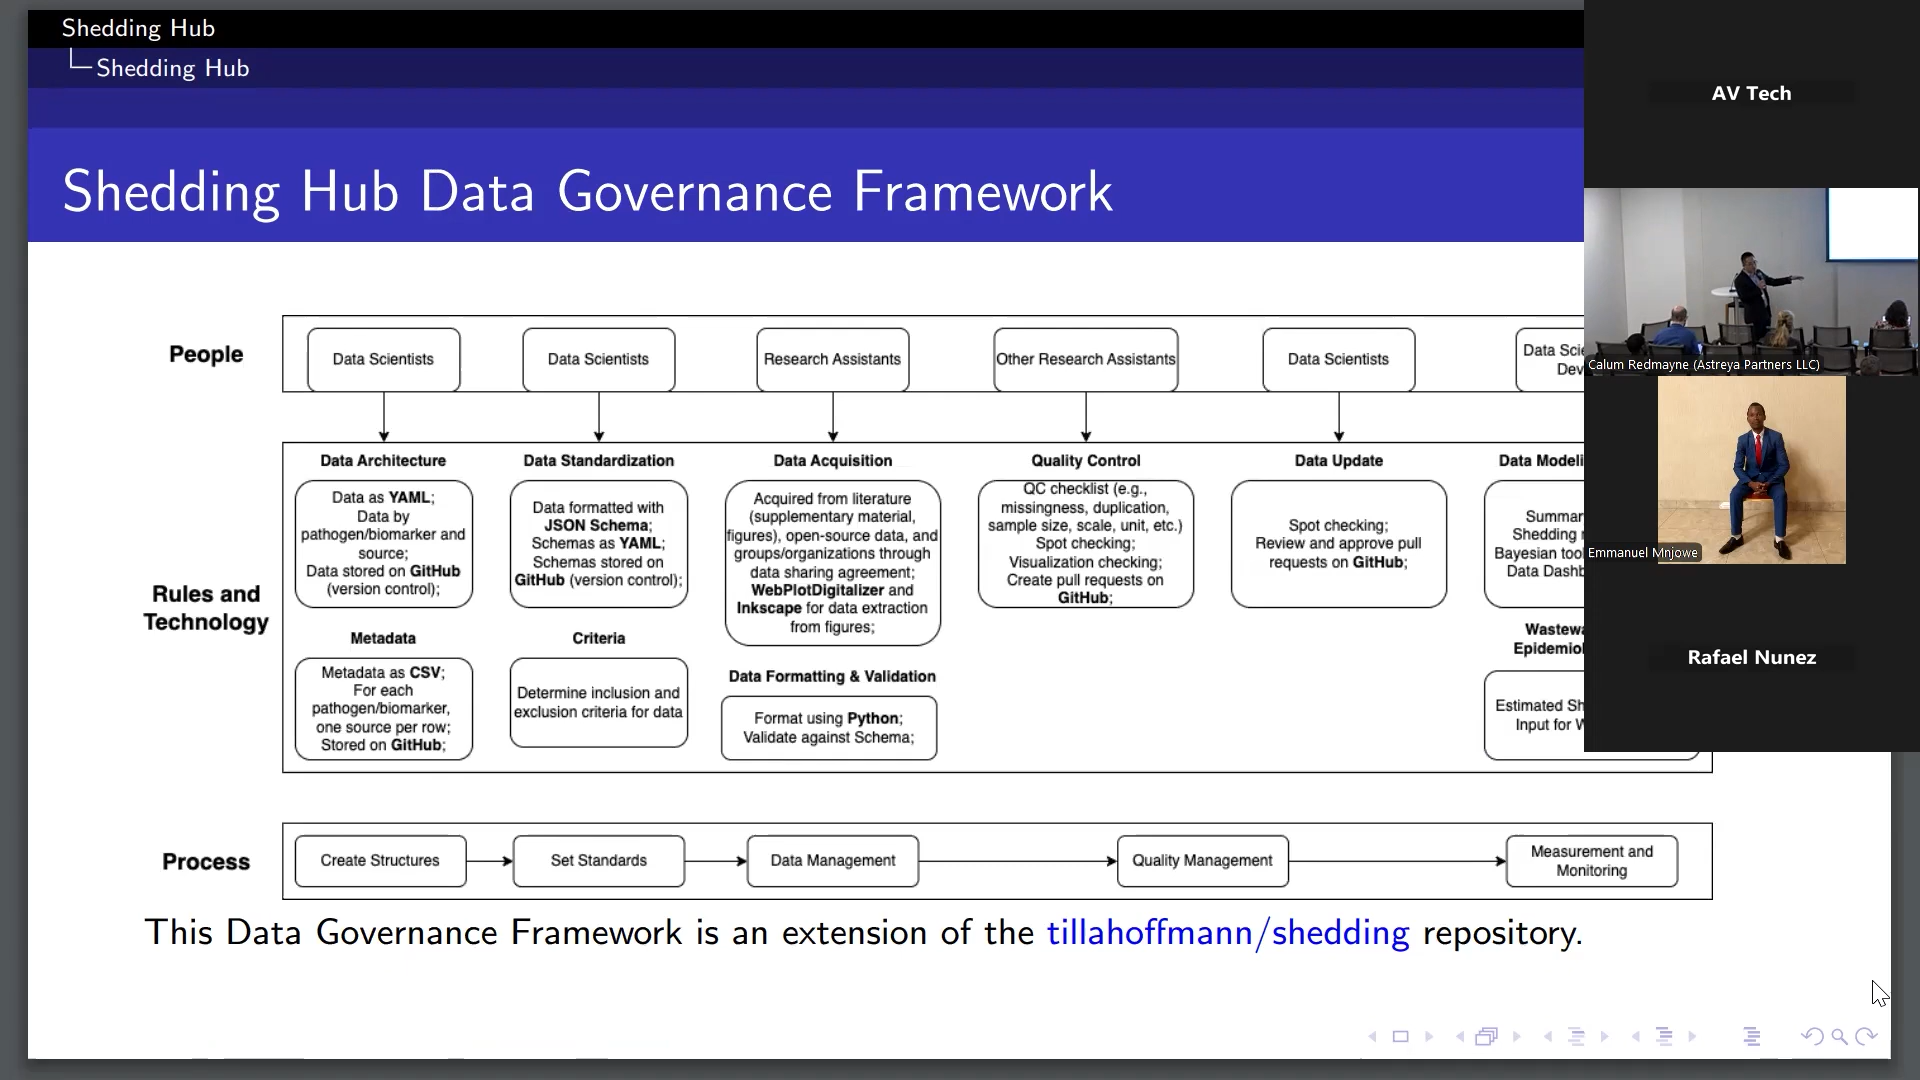 Shedding Hub
Shedding Hub
Shedding Hub Data Governance Framework
AV Tech
Calum Redmayne (Astreya Partners LLC)
Emmanuel Mnjowe
Rafael Nunez
People
Data Scientists
Data Scientists
Research Assistants
Other Research Assistants
Data Scientists
Data
Rules and
Technology
Data Architecture
Data as YAML;
Data by
pathogen/biomarker and
source;
Data stored on GitHub
(version control);
Metadata
Metadata as CSV;
For each
pathogen/biomarker,
one source per row;
Stored on GitHub;
Data Standardization
Data formatted with
JSON Schema;
Schemas as YAML;
Schemas stored on
GitHub (version control);
Criteria
Determine inclusion and
exclusion criteria for data
Data Acquisition
Acquired from literature
(supplementary material,
figures), open-source data, and
groups/organizations through
data sharing agreement;
WebPlotDigitalizer and
Inkscape for data extraction
from figures;
Data Formatting & Validation
Format using Python;
Validate against Schema;
Quality Control
QC checklist (e.g.,
missingness, duplication,
sample size, scale, unit, etc.)
Spot checking;
Visualization checking;
Create pull requests on
GitHub;
Data Update
Spot checking;
Review and approve pull
requests on GitHub;
Data
Shedding
Bayesian
Data
Estimated
Input for
Process
Create Structures
Set Standards
Data Management
Quality Management
Measurement and
Monitoring
This Data Governance Framework is an extension of the tillahoffmann/shedding repository.